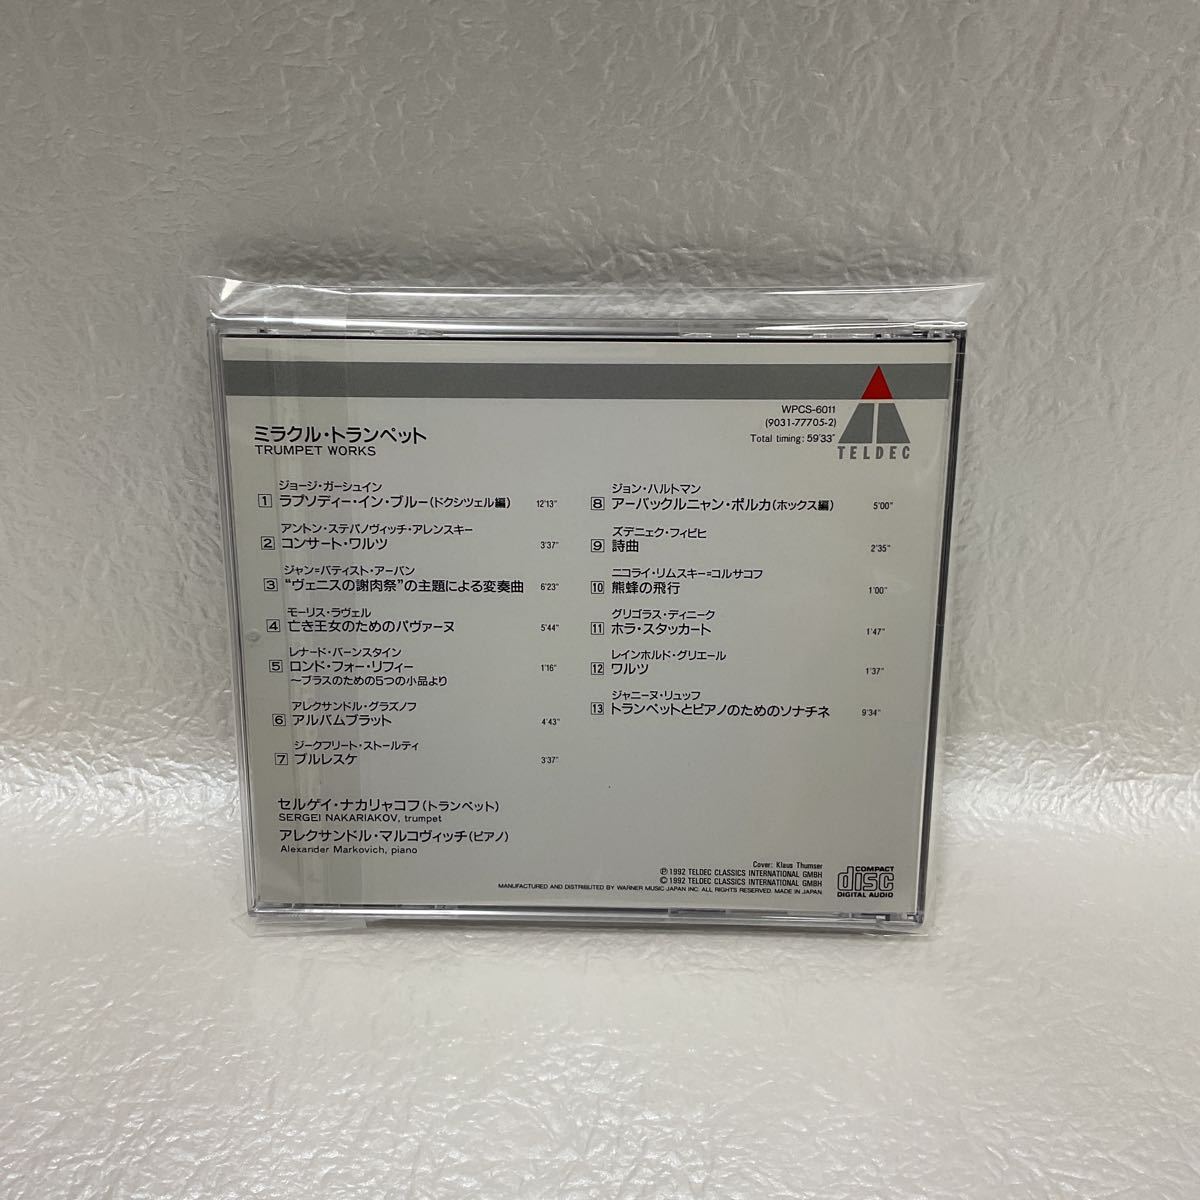 WPCS-6011
(9031-77705-2)
Total timing: 59'33"
TELDEC
ミラクル・トランペット
TRUMPET WORKS
ジョージ・ガーシュイン
1 ラプソディー・イン・ブルー(ドクシツェル編) 12'13"
アントン・ステパノヴィッチ・アレンスキー
2 コンサート・ワルツ 3'37"
ジャン=バティスト・アーバン
3 “ヴェニスの謝肉祭”の主題による変奏曲 6'23"
モーリス・ラヴェル
4 亡き王女のためのパヴァーヌ 5'44"
レナード・バーンスタイン
5 ロンド・フォー・リフィー 1'16"
〜ブラスのための5つの小品より
アレクサンドル・グラズノフ
6 アルバムブラット 4'43"
ジークフリート・ストールティ
7 ブルレスケ 3'37"
ジョン・ハルトマン
8 アーバックルニャン・ポルカ(ホックス編) 5'00"
ズデニェク・フィビヒ
9 詩曲 2'35"
ニコライ・リムスキー=コルサコフ
10 熊蜂の飛行 1'00"
グリゴラス・ディニーク
11 ホラ・スタッカート 1'47"
レインホルド・グリエール
12 ワルツ 1'37"
ジャニーヌ・リュッフ
13 トランペットとピアノのためのソナチネ 9'34"
セルゲイ・ナカリャコフ(トランペット)
SERGEI NAKARIAKOV, trumpet
アレクサンドル・マルコヴィッチ(ピアノ)
Alexander Markovich, piano
Cover: Klaus Thumser
Ⓟ 1992 TELDEC CLASSICS INTERNATIONAL GMBH
© 1992 TELDEC CLASSICS INTERNATIONAL GMBH
MANUFACTURED AND DISTRIBUTED BY WARNER MUSIC JAPAN INC. ALL RIGHTS RESERVED. MADE IN JAPAN
COMPACT
disc
DIGITAL AUDIO